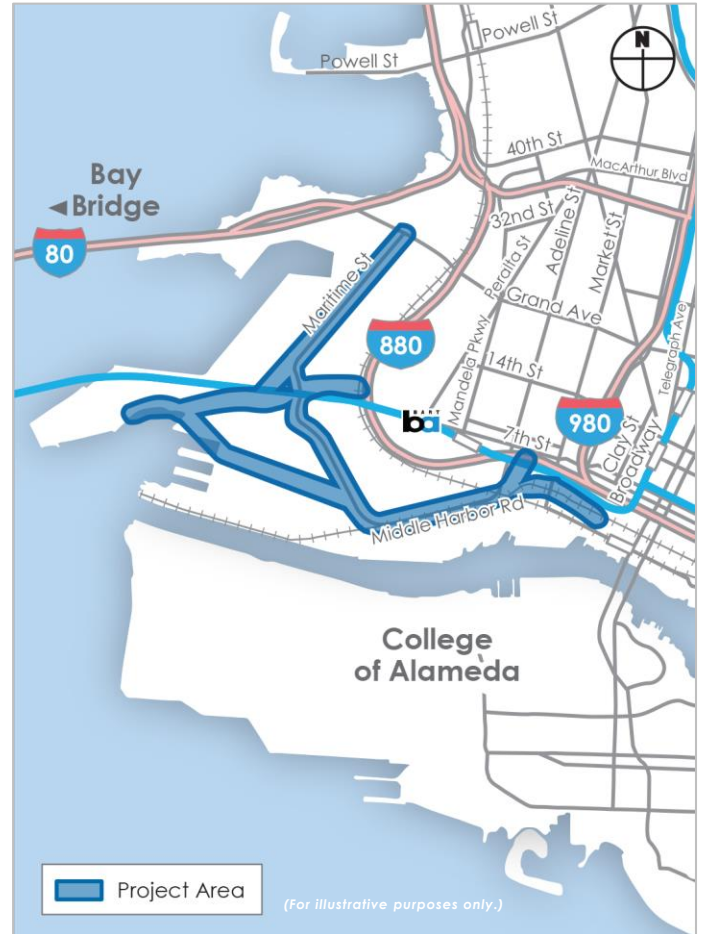 Powell St
Powell St
N
40th St
MacArthur Blvd
Bay
Bridge
80
32nd St
Adeline St
Market St
Peralta St
Maritime St
Grand Ave
880
Telegraph Ave
14th St
Mandela Pkwy
BART
ba
980
7th St
Clay St
Broadway
Middle Harbor Rd
College
of Alameda
Project Area
(For illustrative purposes only.)